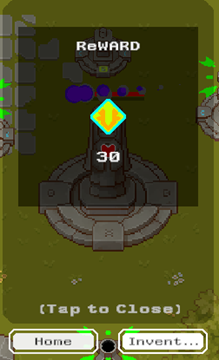 ReWARD
30
(Tap to Close)
Home
Invent...